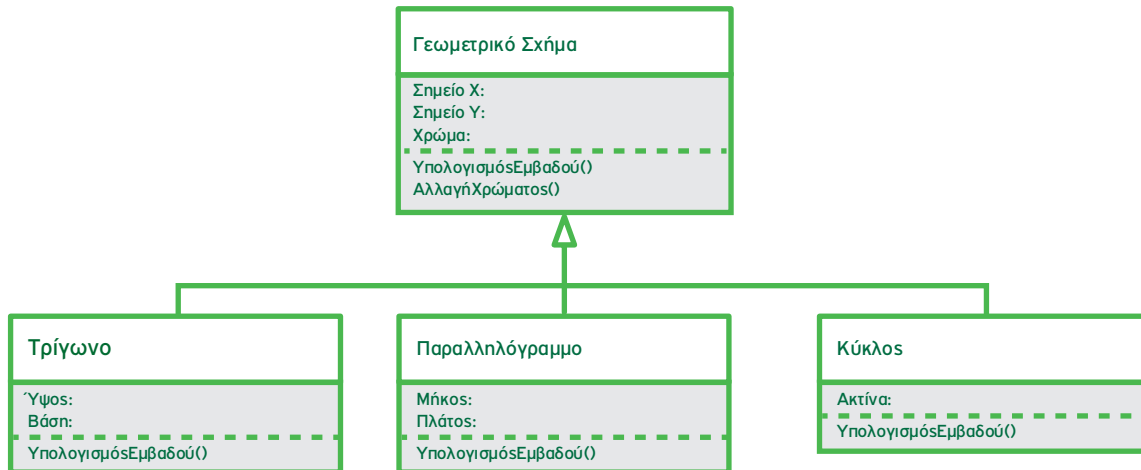 Γεωμετρικό Σχήμα
Σημείο Χ:
Σημείο Υ:
Χρώμα:
ΥπολογισμόςΕμβαδού()
ΑλλαγήΧρώματος()
Τρίγωνο
Ύψος:
Βάση:
ΥπολογισμόςΕμβαδού()
Παραλληλόγραμμο
Μήκος:
Πλάτος:
ΥπολογισμόςΕμβαδού()
Κύκλος
Ακτίνα:
ΥπολογισμόςΕμβαδού()